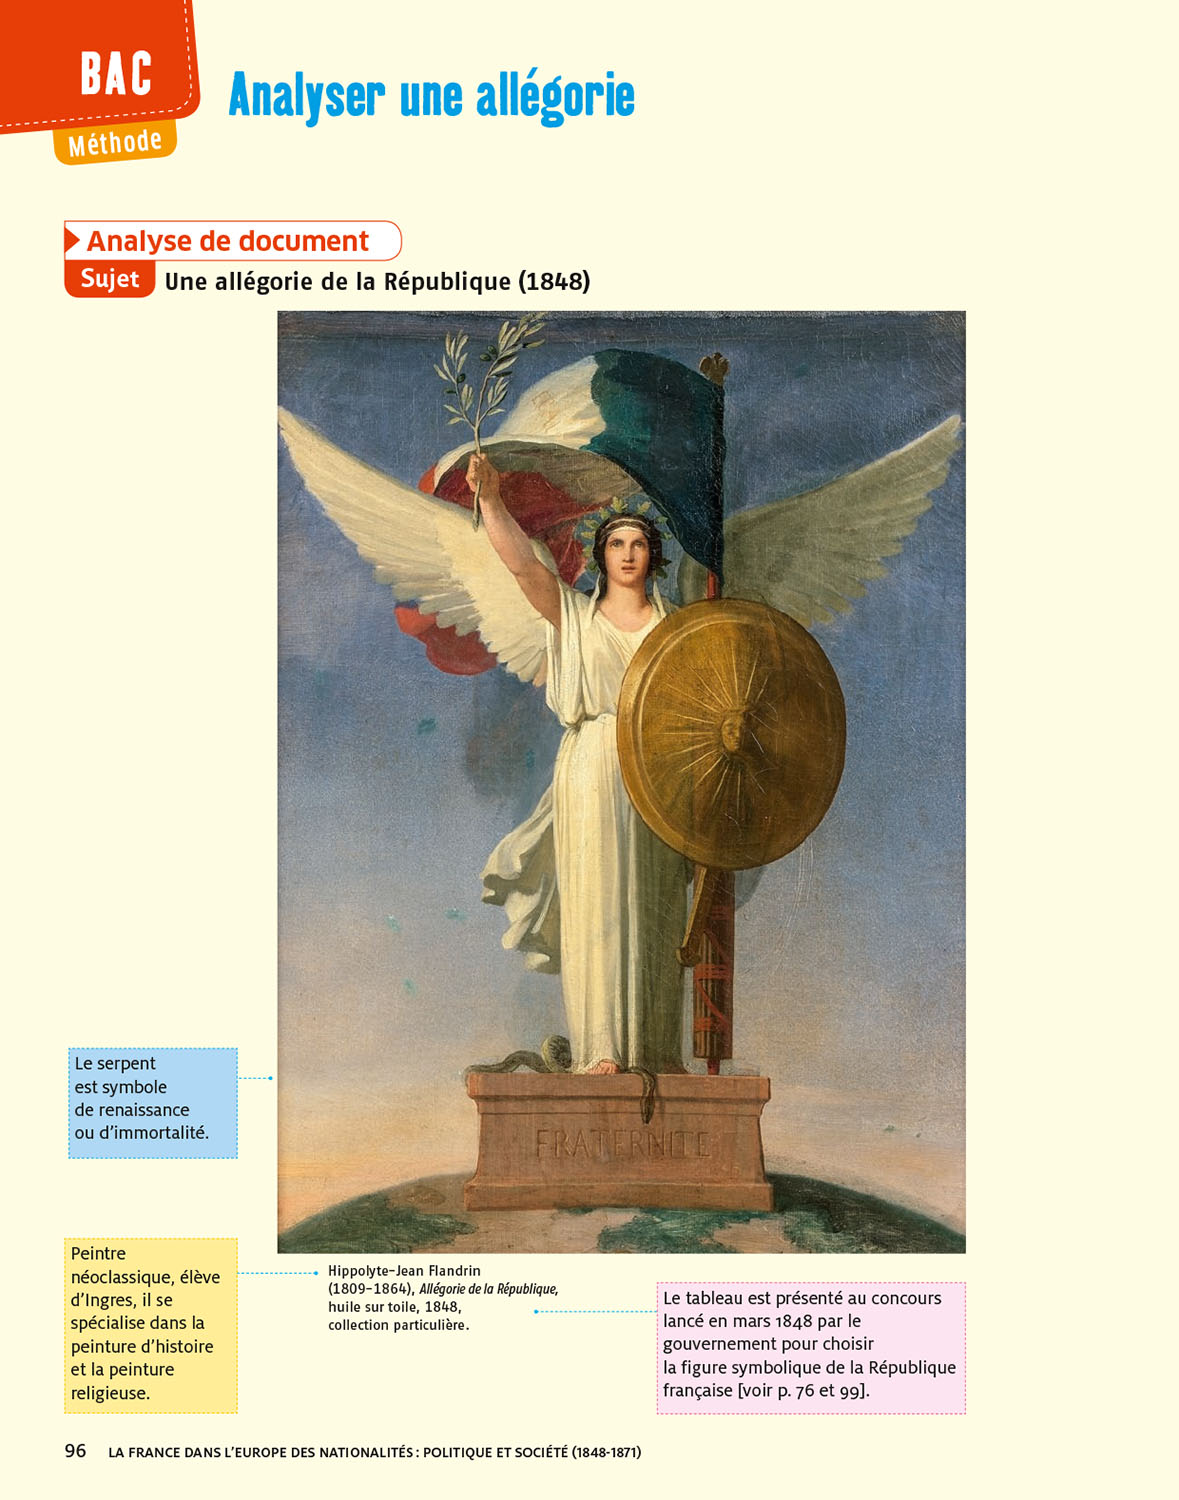 BAC
Méthode
Analyser une allégorie
Analyse de document
Sujet Une allégorie de la République (1848)
FRATERNITE
Le serpent
est symbole
de renaissance
ou d'immortalité.
Peintre
néoclassique, élève
d'Ingres, il se
spécialise dans la
peinture d'histoire
et la peinture
religieuse.
Hippolyte-Jean Flandrin
(1809-1864), Allégorie de la République,
huile sur toile, 1848,
collection particulière.
Le tableau est présenté au concours
lancé en mars 1848 par le
gouvernement pour choisir
la figure symbolique de la République
française [voir p. 76 et 99].
96 LA FRANCE DANS L'EUROPE DES NATIONALITÉS : POLITIQUE ET SOCIÉTÉ (1848-1871)